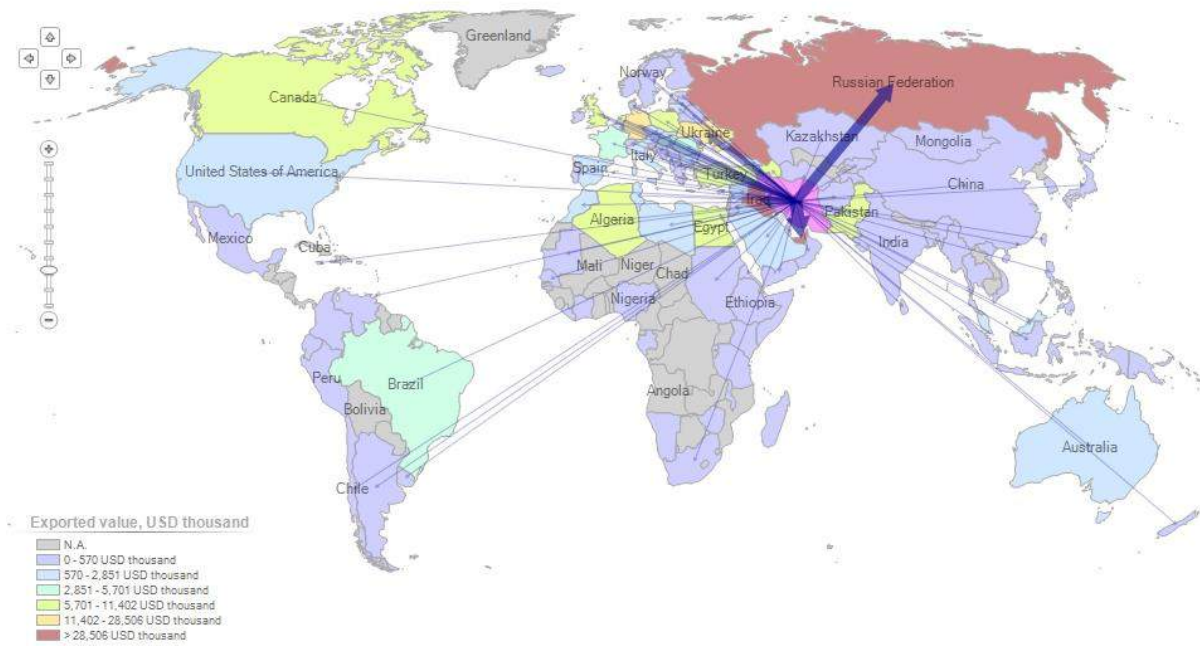 Greenland
Norway
Russian Federation
Canada
Ukraine
Kazakhstan
Mongolia
Italy
Spain
Turkey
United States of America
China
Iraq
Algeria
Egypt
Pakistan
Mexico
Cuba
India
Mali
Niger
Chad
Nigeria
Ethiopia
Peru
Brazil
Angola
Bolivia
Australia
Chile
Exported value, USD thousand
N.A.
0 - 570 USD thousand
570 - 2,851 USD thousand
2,851 - 5,701 USD thousand
5,701 - 11,402 USD thousand
11,402 - 28,506 USD thousand
> 28,506 USD thousand